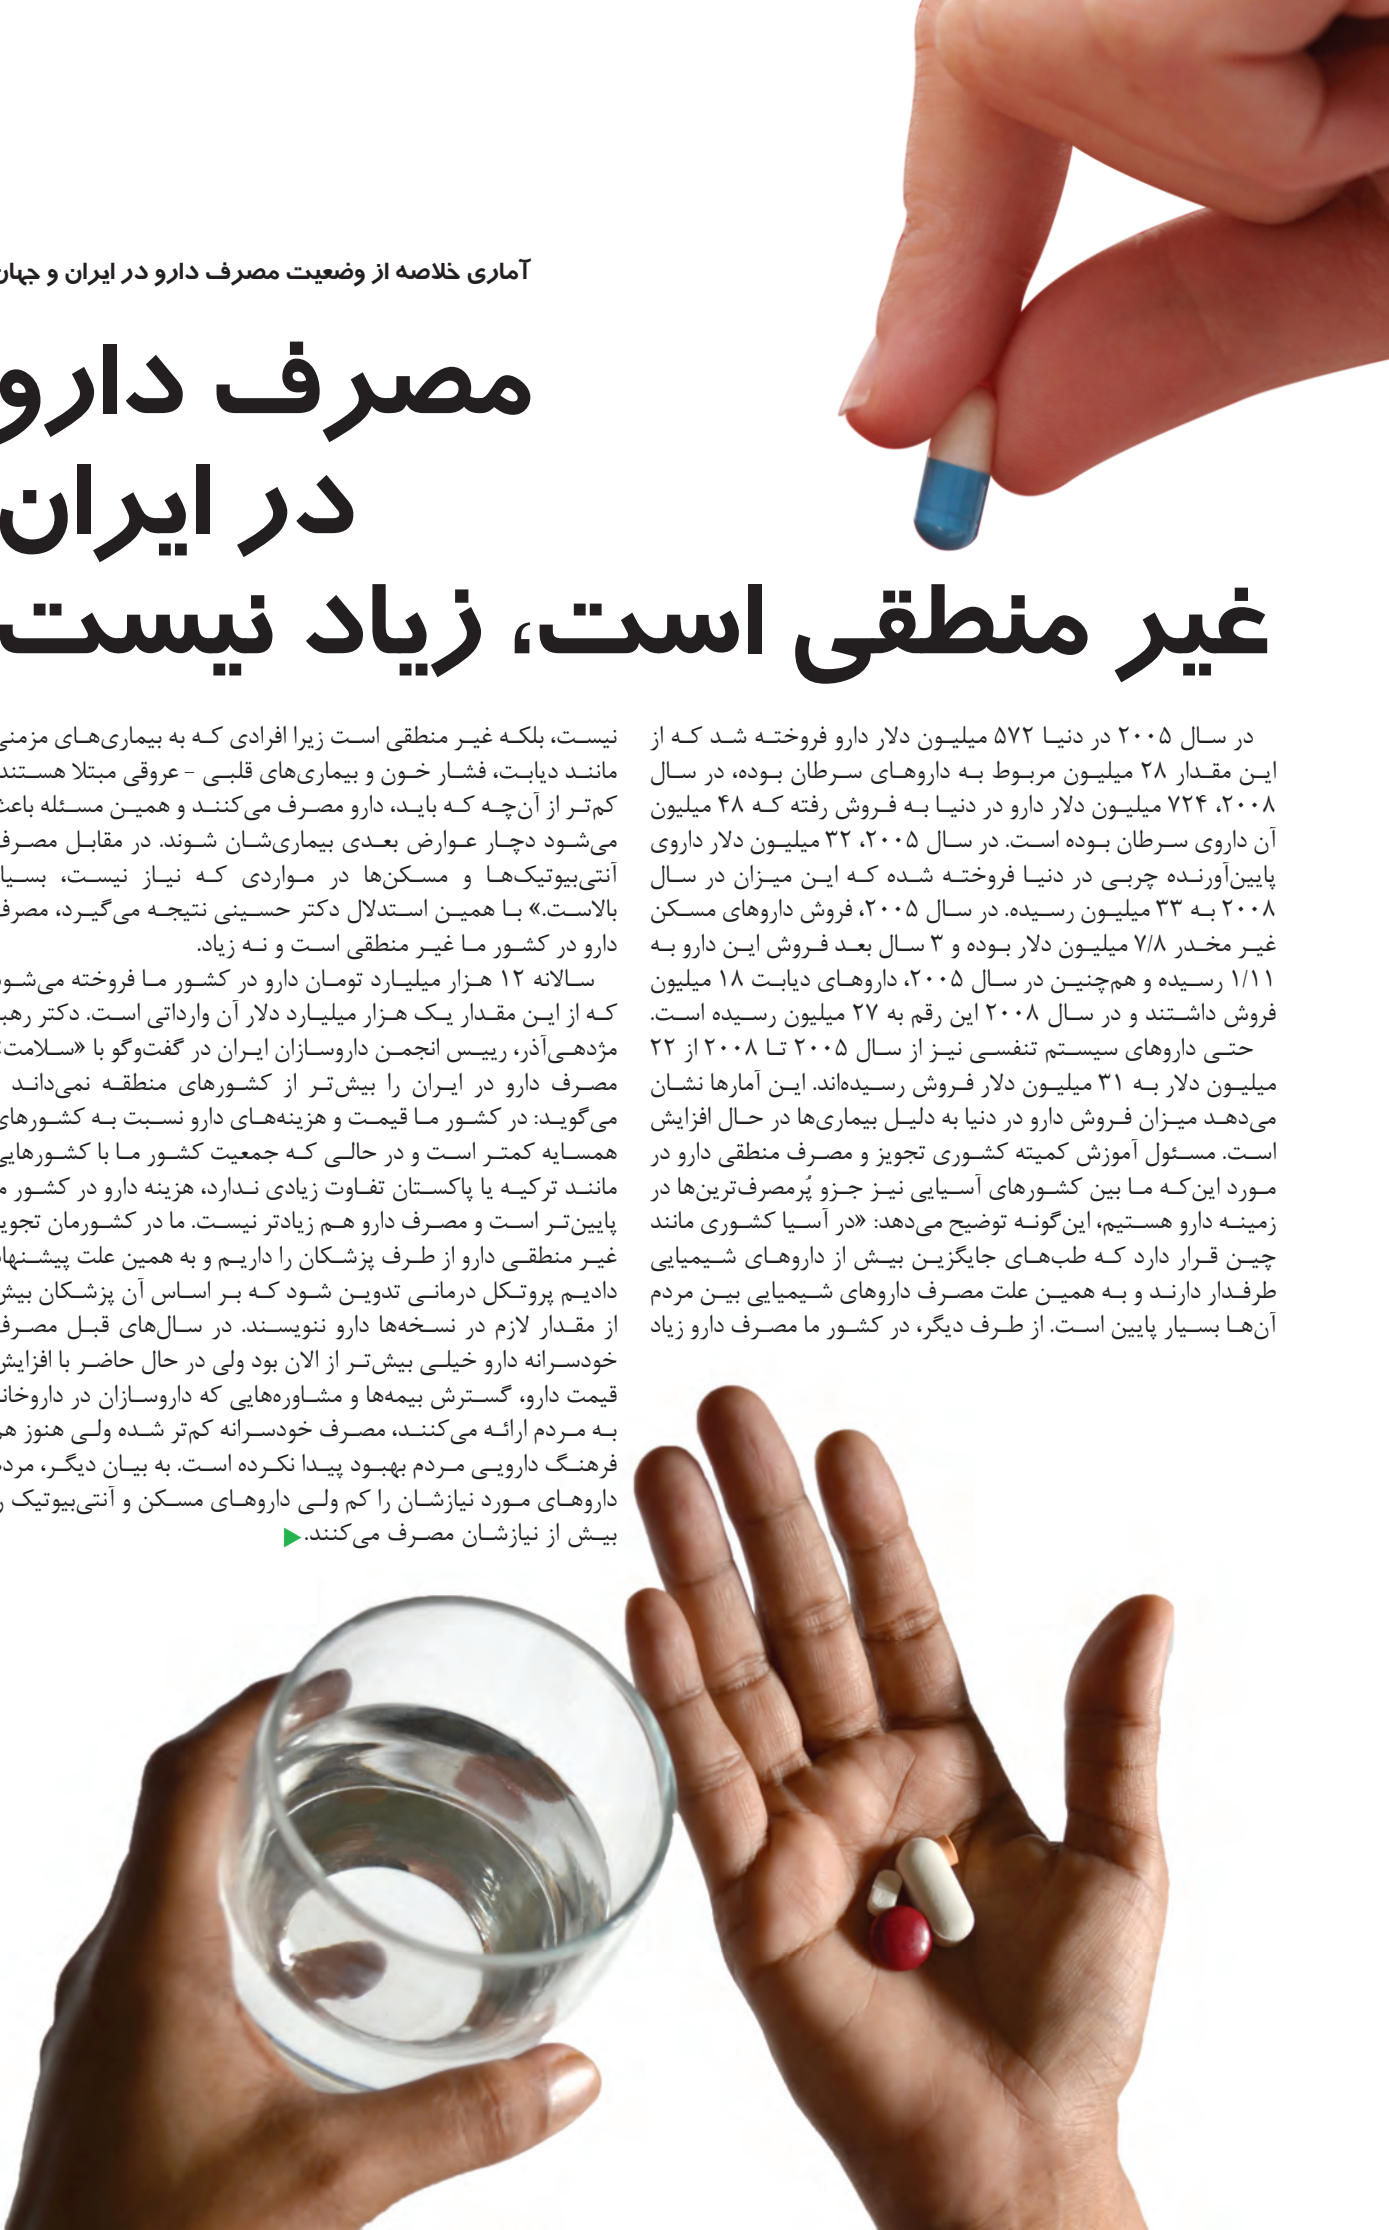 آماری خلاصه از وضعیت مصرف دارو در ایران و جهان
مصرف دارو
در ایران
غیر منطقی است، زیاد نیست
در سال ۲۰۰۵ در دنیا ۵۷۲ میلیون دلار دارو فروخته شد که از
این مقدار ۲۸ میلیون مربوط به داروهای سرطان بوده، در سال
۲۰۰۸، ۷۲۴ میلیون دلار دارو در دنیا به فروش رفته که ۴۸ میلیون
آن داروی سرطان بوده است. در سال ۲۰۰۵، ۳۲ میلیون دلار داروی
پایین‌آورنده چربی در دنیا فروخته شده که این میزان در سال
۲۰۰۸ به ۳۳ میلیون رسیده. در سال ۲۰۰۵، فروش داروهای مسکن
غیر مخدر ۷/۸ میلیون دلار بوده و ۳ سال بعد فروش این دارو به
۱/۱۱ رسیده و هم‌چنین در سال ۲۰۰۵، داروهای دیابت ۱۸ میلیون
فروش داشتند و در سال ۲۰۰۸ این رقم به ۲۷ میلیون رسیده است.
حتی داروهای سیستم تنفسی نیز از سال ۲۰۰۵ تا ۲۰۰۸ از ۲۲
میلیون دلار به ۳۱ میلیون دلار فروش رسیده‌اند. این آمارها نشان
می‌دهد میزان فروش دارو در دنیا به دلیل بیماری‌ها در حال افزایش
است. مسئول آموزش کمیته کشوری تجویز و مصرف منطقی دارو در
مورد این‌که ما بین کشورهای آسیایی نیز جزو پُرمصرف‌ترین‌ها در
زمینه دارو هستیم، این‌گونه توضیح می‌دهد: «در آسیا کشوری مانند
چین قرار دارد که طب‌های جایگزین بیش از داروهای شیمیایی
طرفدار دارند و به همین علت مصرف داروهای شیمیایی بین مردم
آن‌ها بسیار پایین است. از طرف دیگر، در کشور ما مصرف دارو زیاد
نیست، بلکه غیر منطقی است زیرا افرادی که به بیماری‌های مزمنی
مانند دیابت، فشار خون و بیماری‌های قلبی - عروقی مبتلا هستند
کم‌تر از آن‌چه که باید، دارو مصرف می‌کنند و همین مسئله باعث
می‌شود دچار عوارض بعدی بیماری‌شان شوند. در مقابل مصرف
آنتی‌بیوتیک‌ها و مسکن‌ها در مواردی که نیاز نیست، بسیار
بالاست.» با همین استدلال دکتر حسینی نتیجه می‌گیرد، مصرف
دارو در کشور ما غیر منطقی است و نه زیاد.
سالانه ۱۲ هزار میلیارد تومان دارو در کشور ما فروخته می‌شود
که از این مقدار یک هزار میلیارد دلار آن وارداتی است. دکتر رهبر
مژدهی‌آذر، رییس انجمن داروسازان ایران در گفت‌وگو با «سلامت»
مصرف دارو در ایران را بیش‌تر از کشورهای منطقه نمی‌داند
می‌گوید: در کشور ما قیمت و هزینه‌های دارو نسبت به کشورهای
همسایه کمتر است و در حالی که جمعیت کشور ما با کشورهایی
مانند ترکیه یا پاکستان تفاوت زیادی ندارد، هزینه دارو در کشور ما
پایین‌تر است و مصرف دارو هم زیادتر نیست. ما در کشورمان تجویز
غیر منطقی دارو از طرف پزشکان را داریم و به همین علت پیشنهاد
دادیم پروتکل درمانی تدوین شود که بر اساس آن پزشکان بیش
از مقدار لازم در نسخه‌ها دارو ننویسند. در سال‌های قبل مصرف
خودسرانه دارو خیلی بیش‌تر از الان بود ولی در حال حاضر با افزایش
قیمت دارو، گسترش بیمه‌ها و مشاوره‌هایی که داروسازان در داروخانه
به مردم ارائه می‌کنند، مصرف خودسرانه کم‌تر شده ولی هنوز هم
فرهنگ دارویی مردم بهبود پیدا نکرده است. به بیان دیگر، مردم
داروهای مورد نیازشان را کم ولی داروهای مسکن و آنتی‌بیوتیک را
بیش از نیازشان مصرف می‌کنند.